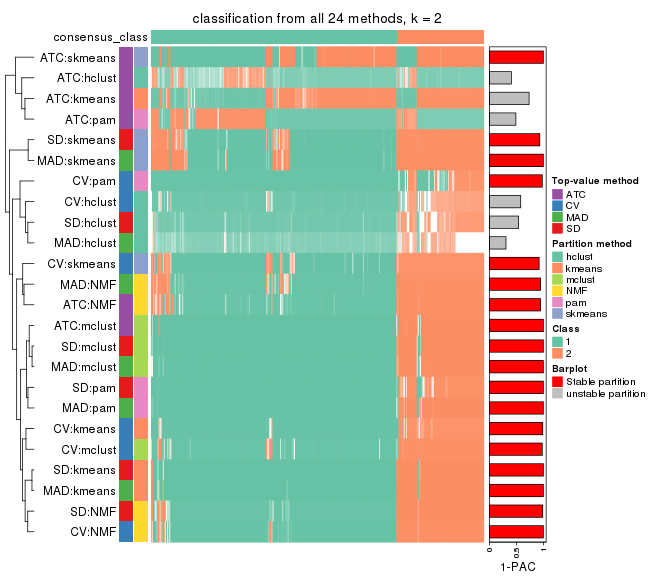 classification from all 24 methods, k = 2
consensus_class
ATC:skmeans
ATC:hclust
ATC:kmeans
ATC:pam
SD:skmeans
MAD:skmeans
CV:pam
CV:hclust
SD:hclust
MAD:hclust
CV:skmeans
MAD:NMF
ATC:NMF
ATC:mclust
SD:mclust
MAD:mclust
SD:pam
MAD:pam
CV:kmeans
CV:mclust
SD:kmeans
MAD:kmeans
SD:NMF
CV:NMF
0
0.5
1
1-PAC
Top-value method
ATC
CV
MAD
SD
Partition method
hclust
kmeans
mclust
NMF
pam
skmeans
Class
1
2
Barplot
Stable partition
unstable partition